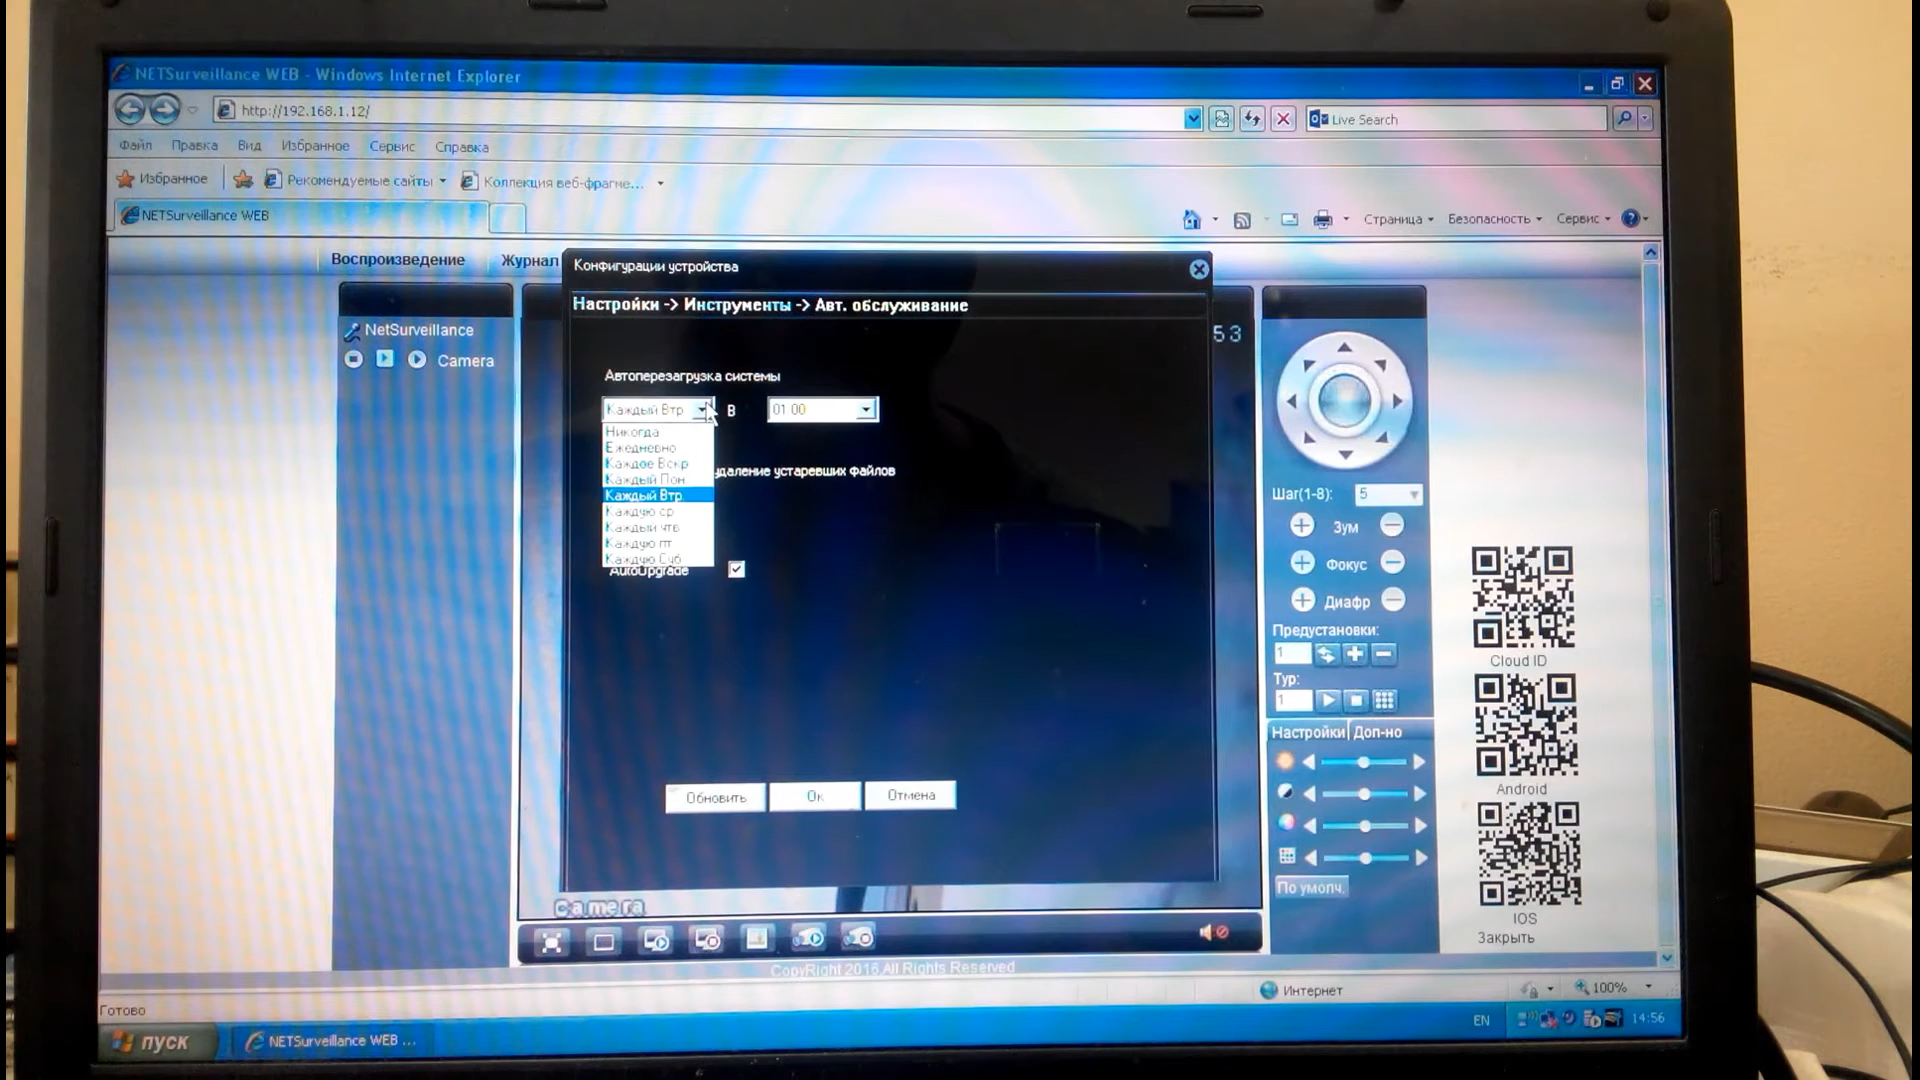 NETSurveillance WEB - Windows Internet Explorer
http://192.168.1.12/
Live Search
Файл Правка Вид Избранное Сервис Справка
Избранное Рекомендуемые сайты Коллекция веб-фрагме...
NETSurveillance WEB
Страница Безопасность Сервис
Воспроизведение Журнал
Конфигурации устройства
Настройки -> Инструменты -> Авт. обслуживание
NetSurveillance
Camera
53
Автоперезагрузка системы
Каждый Втр В 01 00
Никогда
Ежедневно
Каждое Вскр
Каждый Пон
Каждый Втр
Каждую ср
Каждый чтв
Каждую пт
Каждую Суб
удаление устаревших файлов
AutoUpgrade
Обновить Ок Отмена
Шаг(1-8): 5
Зум
Фокус
Диафр
Предустановки:
1
Тур:
1
Настройки Доп-но
По умолч.
Cloud ID
Android
IOS
Закрыть
camera
CopyRight 2016,All Rights Reserved
Готово
Интернет
100%
пуск
NETSurveillance WEB ...
EN
14:56